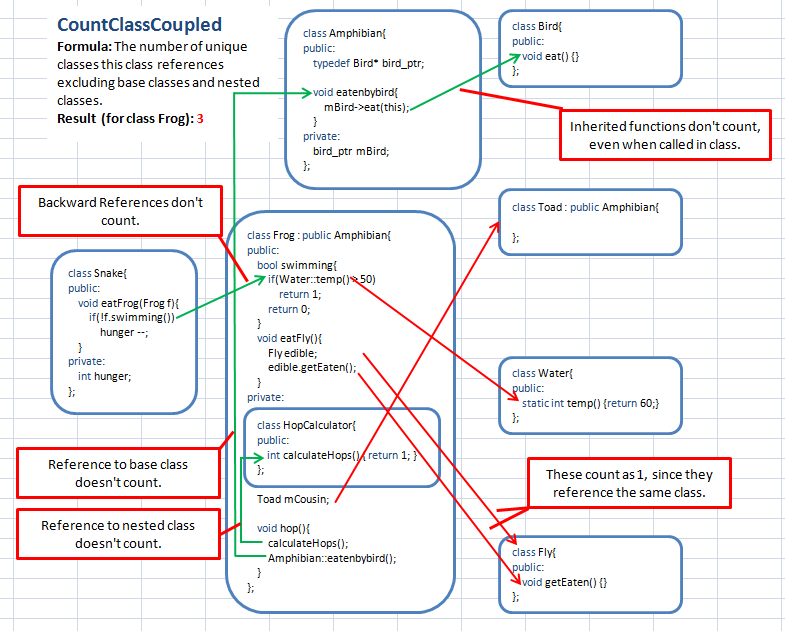 CountClassCoupled
Formula: The number of unique
classes this class references
excluding base classes and nested
classes.
Result (for class Frog): 3
class Amphibian{
public:
typedef Bird* bird_ptr;
void eatenbybird{
mBird->eat(this);
}
private:
bird_ptr mBird;
};
class Bird{
public:
void eat() {}
};
Inherited functions don't count,
even when called in class.
Backward References don't
count.
class Snake{
public:
void eatFrog(Frog f){
if(!f.swimming())
hunger --;
}
private:
int hunger;
};
class Frog : public Amphibian{
public:
bool swimming{
if(Water::temp() > 50)
return 1;
return 0;
}
void eatFly(){
Fly edible;
edible.getEaten();
}
private:
class HopCalculator{
public:
int calculateHops() { return 1; }
};
Toad mCousin;
void hop(){
calculateHops();
Amphibian::eatenbybird();
}
};
class Toad : public Amphibian{
};
class Water{
public:
static int temp() {return 60;}
};
Reference to base class
doesn't count.
Reference to nested class
doesn't count.
These count as 1, since they
reference the same class.
class Fly{
public:
void getEaten() {}
};